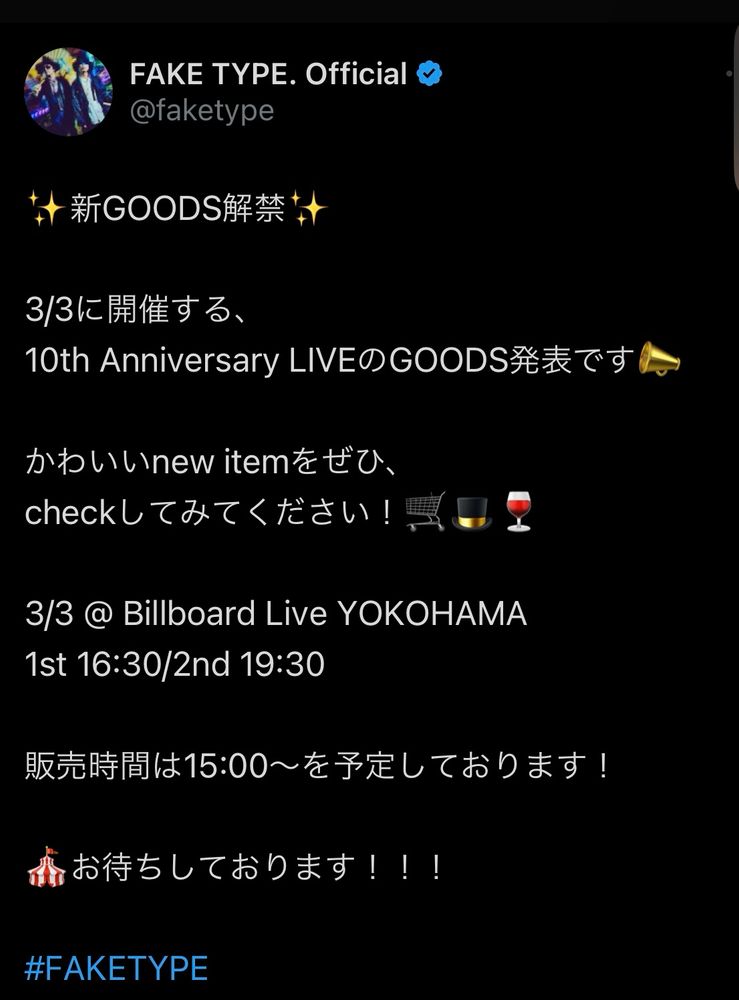 FAKE TYPE. Official
@faketype
✨新GOODS解禁✨
3/3に開催する、
10th Anniversary LIVEのGOODS発表です📣
かわいいnew itemをぜひ、
checkしてみてください！🛒🎩🍷
3/3 @ Billboard Live YOKOHAMA
1st 16:30/2nd 19:30
販売時間は15:00〜を予定しております！
🎪お待ちしております！！！
#FAKETYPE